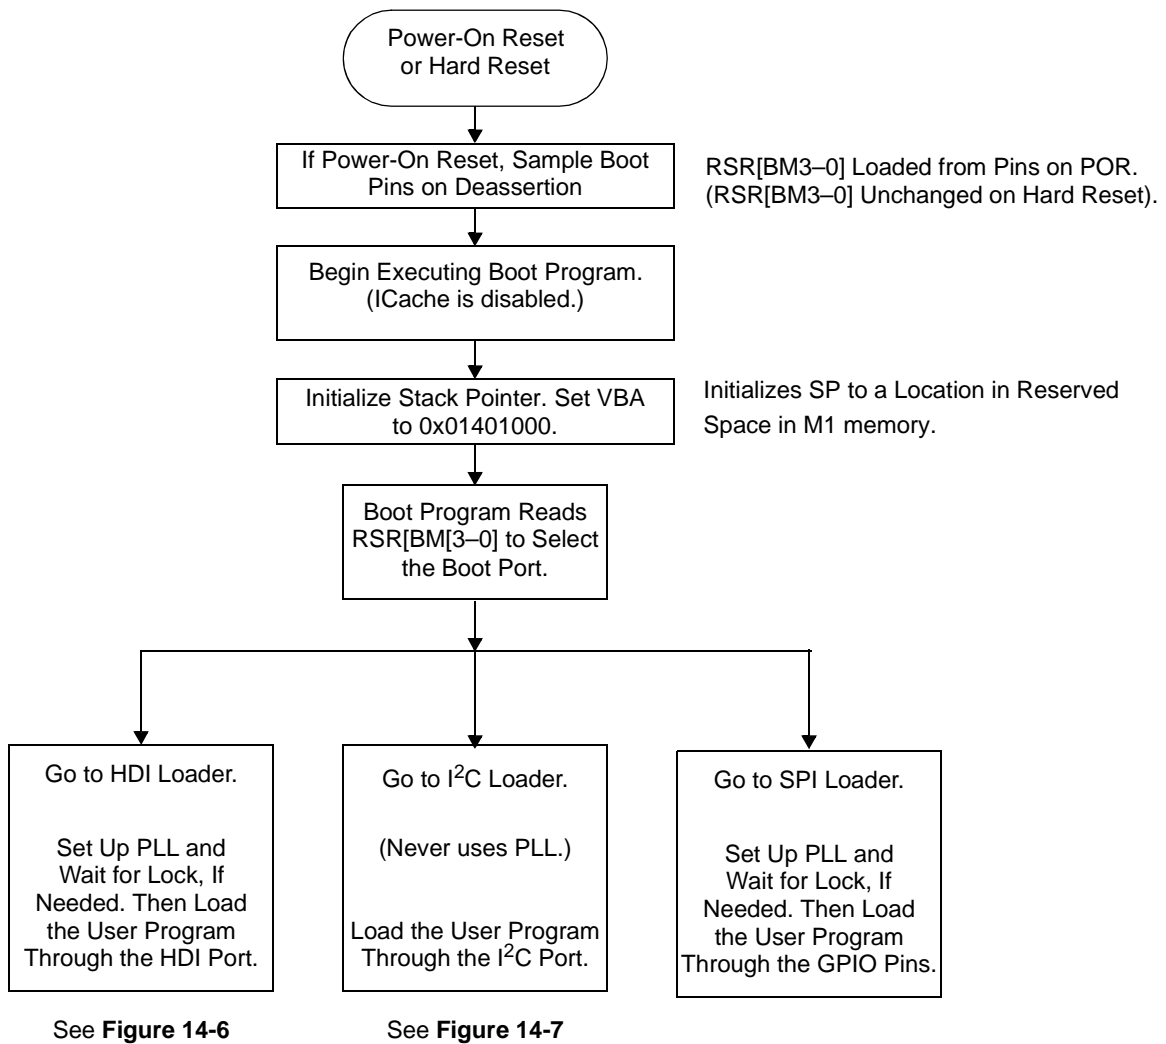 Power-On Reset
or Hard Reset
If Power-On Reset, Sample Boot
Pins on Deassertion
RSR[BM3–0] Loaded from Pins on POR.
(RSR[BM3–0] Unchanged on Hard Reset).
Begin Executing Boot Program.
(ICache is disabled.)
Initialize Stack Pointer. Set VBA
to 0x01401000.
Initializes SP to a Location in Reserved
Space in M1 memory.
Boot Program Reads
RSR[BM[3–0] to Select
the Boot Port.
Go to HDI Loader.
Set Up PLL and
Wait for Lock, If
Needed. Then Load
the User Program
Through the HDI Port.
See Figure 14-6
Go to I²C Loader.
(Never uses PLL.)
Load the User Program
Through the I²C Port.
See Figure 14-7
Go to SPI Loader.
Set Up PLL and
Wait for Lock, If
Needed. Then Load
the User Program
Through the GPIO Pins.